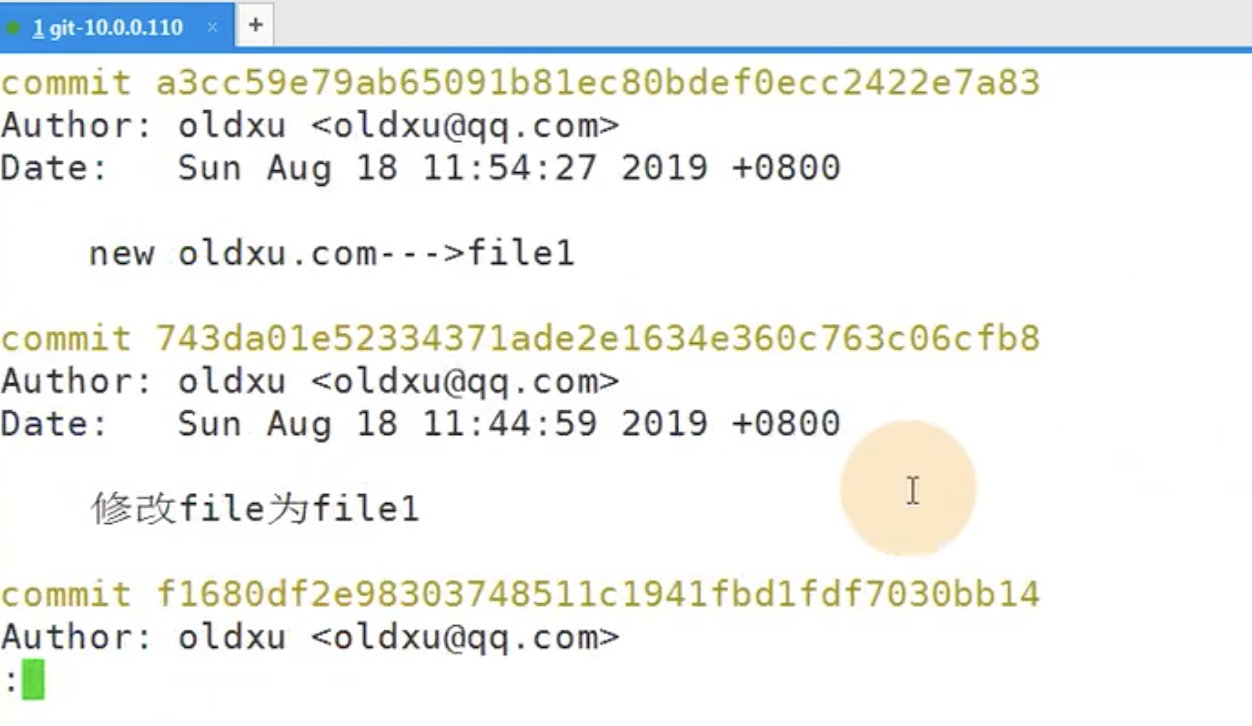 1 git-10.0.0.110 × +
commit a3cc59e79ab65091b81ec80bdef0ecc2422e7a83
Author: oldxu <oldxu@qq.com>
Date:   Sun Aug 18 11:54:27 2019 +0800
new oldxu.com--->file1
commit 743da01e52334371ade2e1634e360c763c06cfb8
Author: oldxu <oldxu@qq.com>
Date:   Sun Aug 18 11:44:59 2019 +0800
修改file为file1
commit f1680df2e98303748511c1941fbd1fdf7030bb14
Author: oldxu <oldxu@qq.com>
: